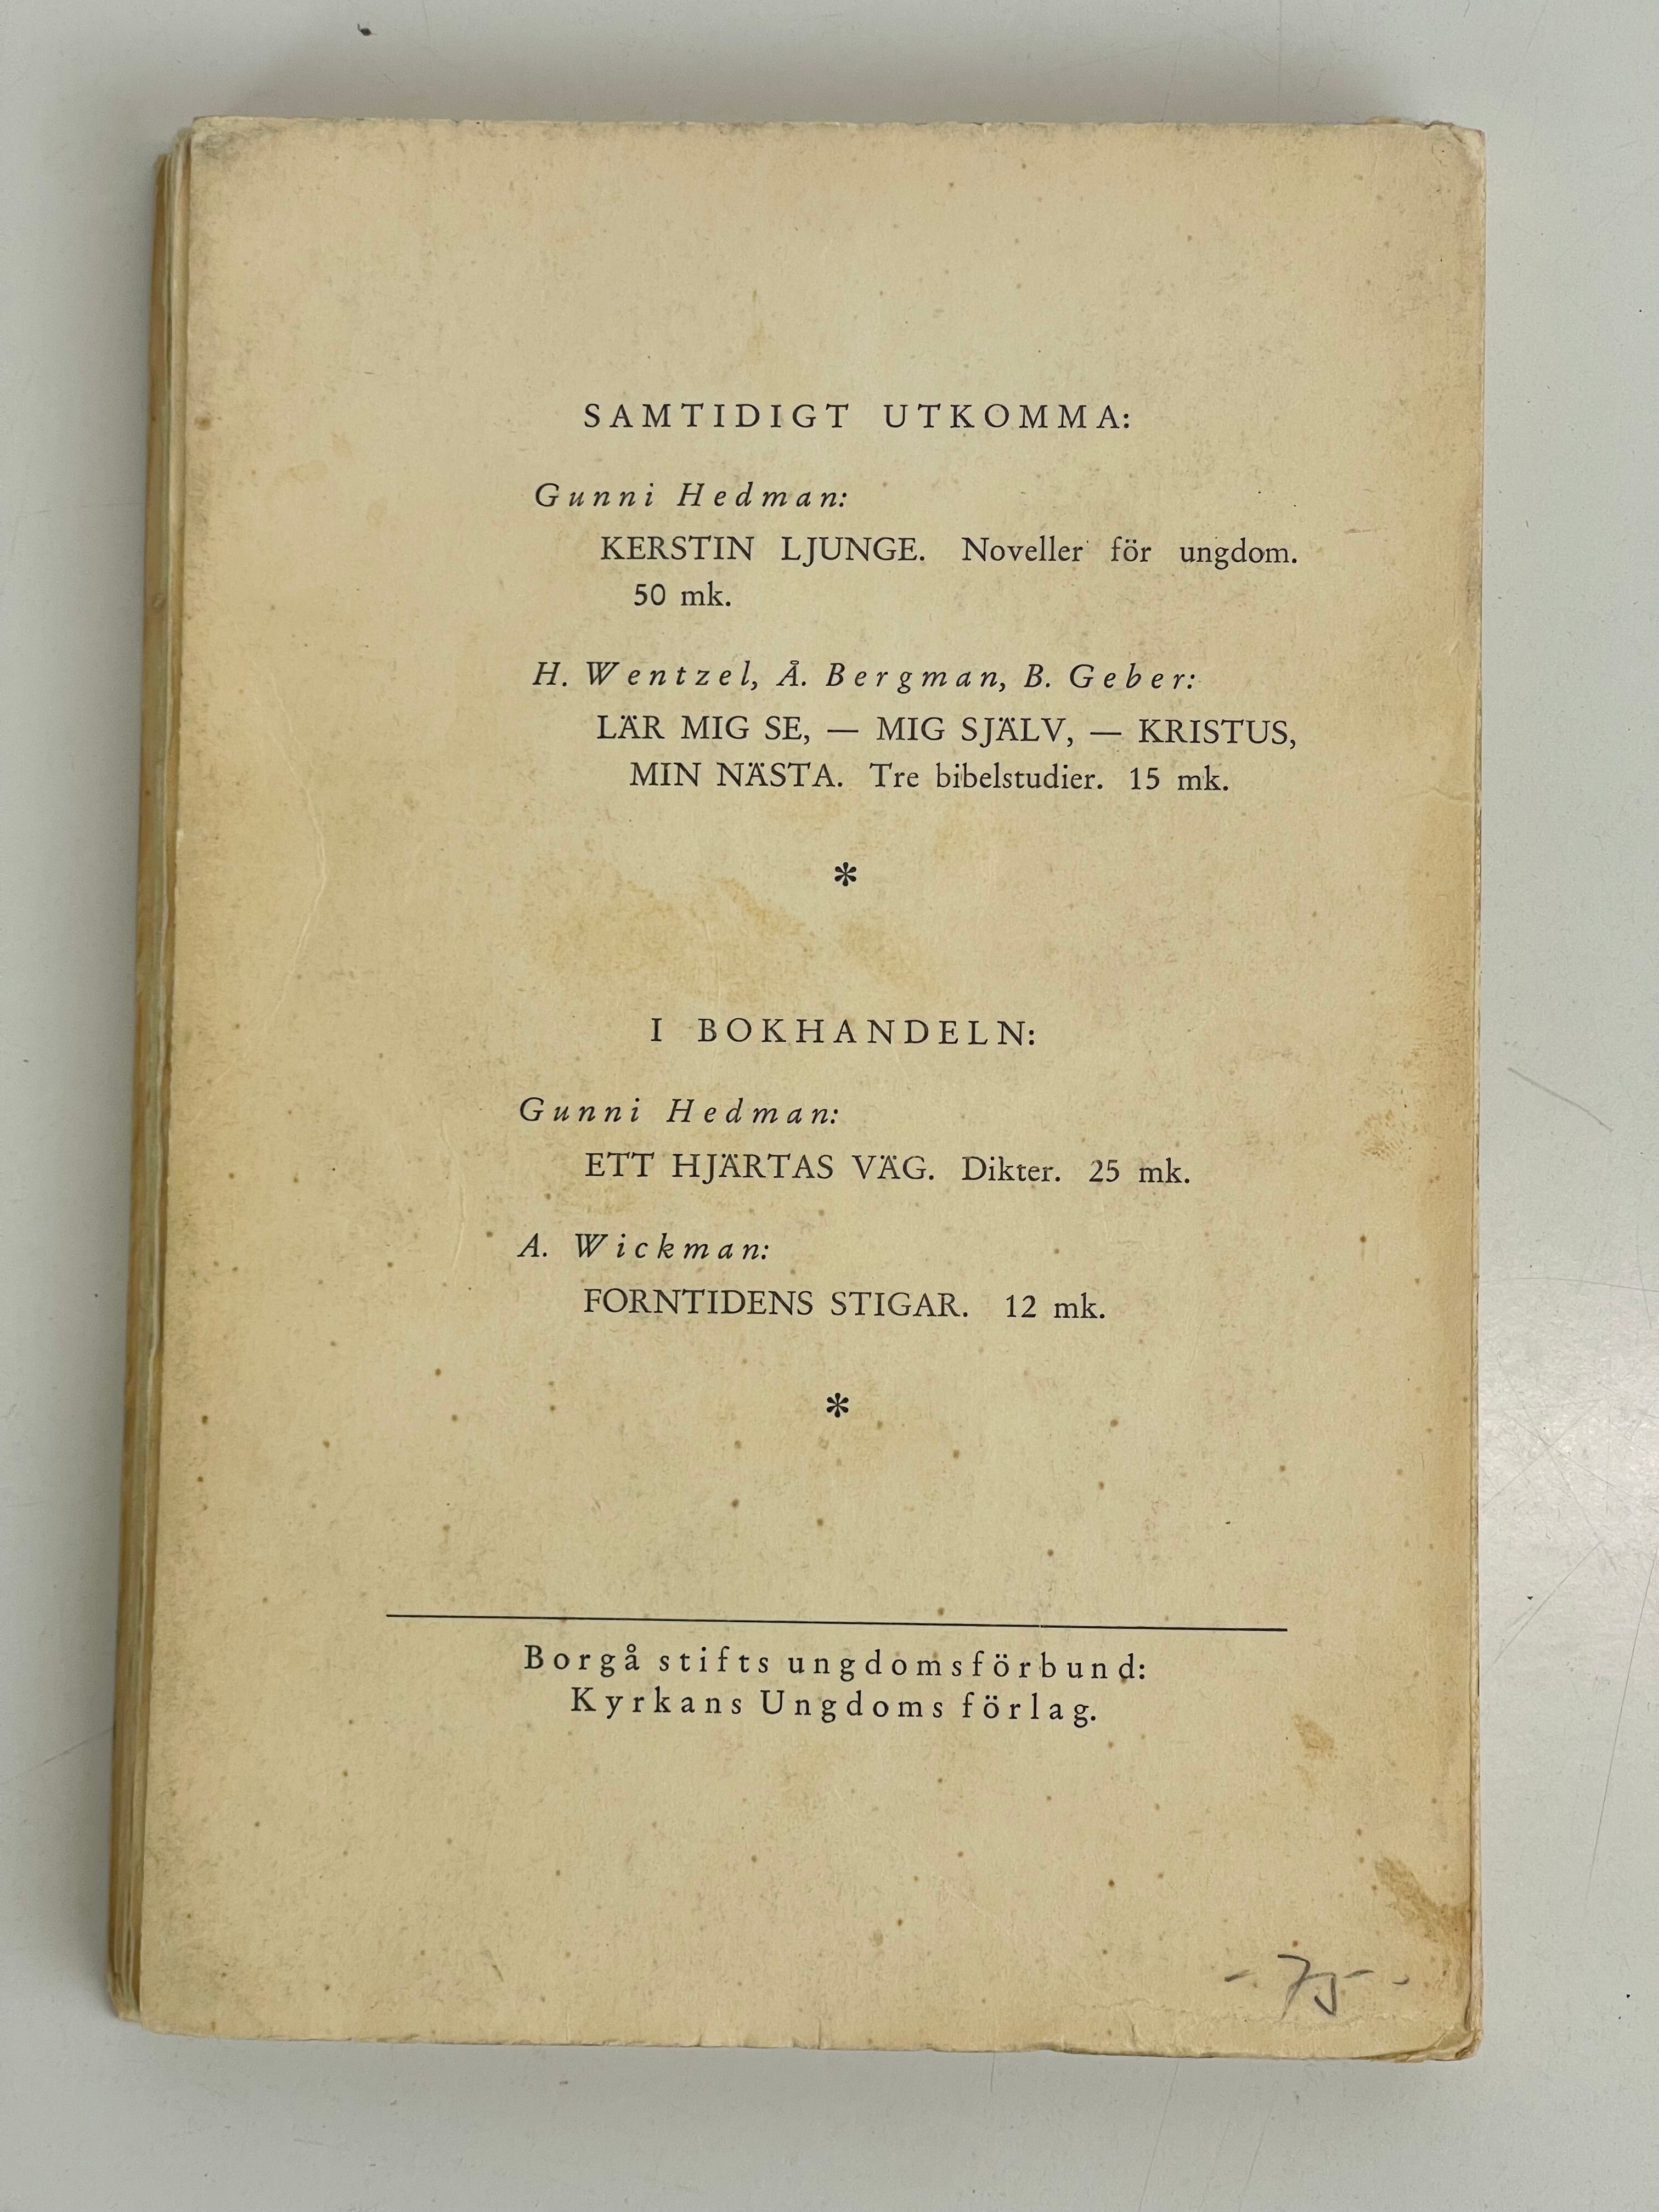 SAMTIDIGT UTKOMMA:
Gunni Hedman:
KERSTIN LJUNGE. Noveller för ungdom.
50 mk.
H. Wentzel, Å. Bergman, B. Geber:
LÄR MIG SE, — MIG SJÄLV, — KRISTUS,
MIN NÄSTA. Tre bibelstudier. 15 mk.
*
I BOKHANDELN:
Gunni Hedman:
ETT HJÄRTAS VÄG. Dikter. 25 mk.
A. Wickman:
FORNTIDENS STIGAR. 12 mk.
*
Borgå stifts ungdomsförbund:
Kyrkans Ungdoms förlag.
- 75 - -